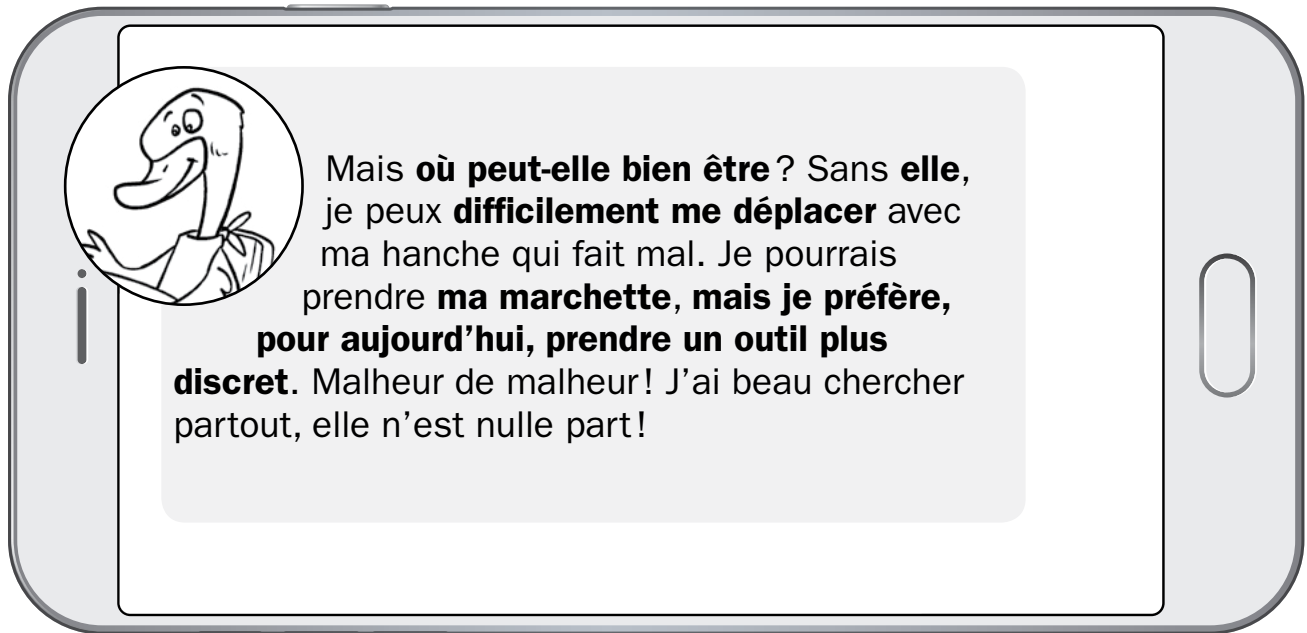 Mais où peut-elle bien être ? Sans elle,
je peux difficilement me déplacer avec
ma hanche qui fait mal. Je pourrais
prendre ma marchette, mais je préfère,
pour aujourd’hui, prendre un outil plus
discret. Malheur de malheur ! J’ai beau chercher
partout, elle n’est nulle part !